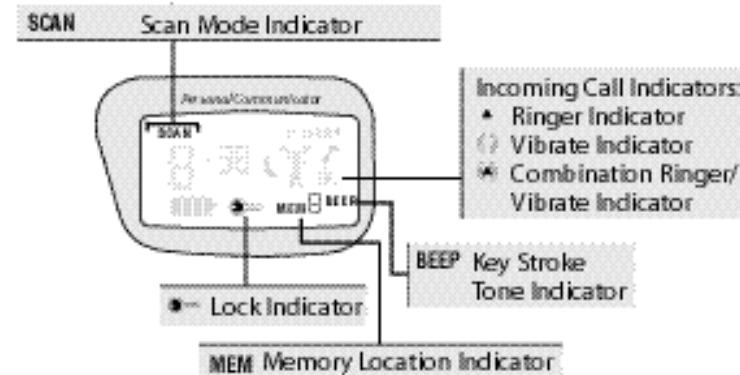 SCAN Scan Mode Indicator
Personal Communicator
SCAN
MEM BEEP
Incoming Call Indicators:
Ringer Indicator
Vibrate Indicator
Combination Ringer/
Vibrate Indicator
BEEP Key Stroke
Tone Indicator
Lock Indicator
MEM Memory Location Indicator